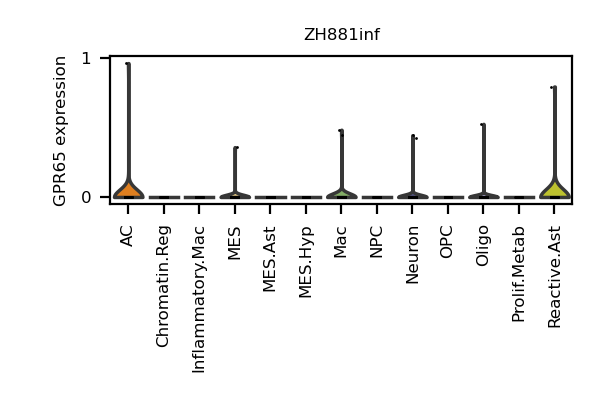 ZH881inf
GPR65 expression
1
0
AC
Chromatin.Reg
Inflammatory.Mac
MES
MES.Ast
MES.Hyp
Mac
NPC
Neuron
OPC
Oligo
Prolif.Metab
Reactive.Ast